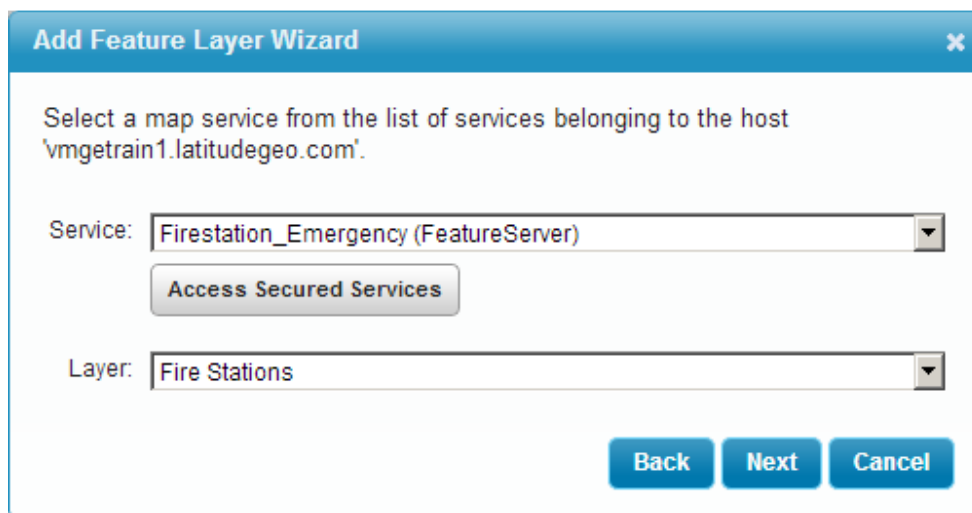 Add Feature Layer Wizard
Select a map service from the list of services belonging to the host
'vmgetrain1.latitudegeo.com'.
Service: Firestation_Emergency (FeatureServer)
Access Secured Services
Layer: Fire Stations
Back Next Cancel